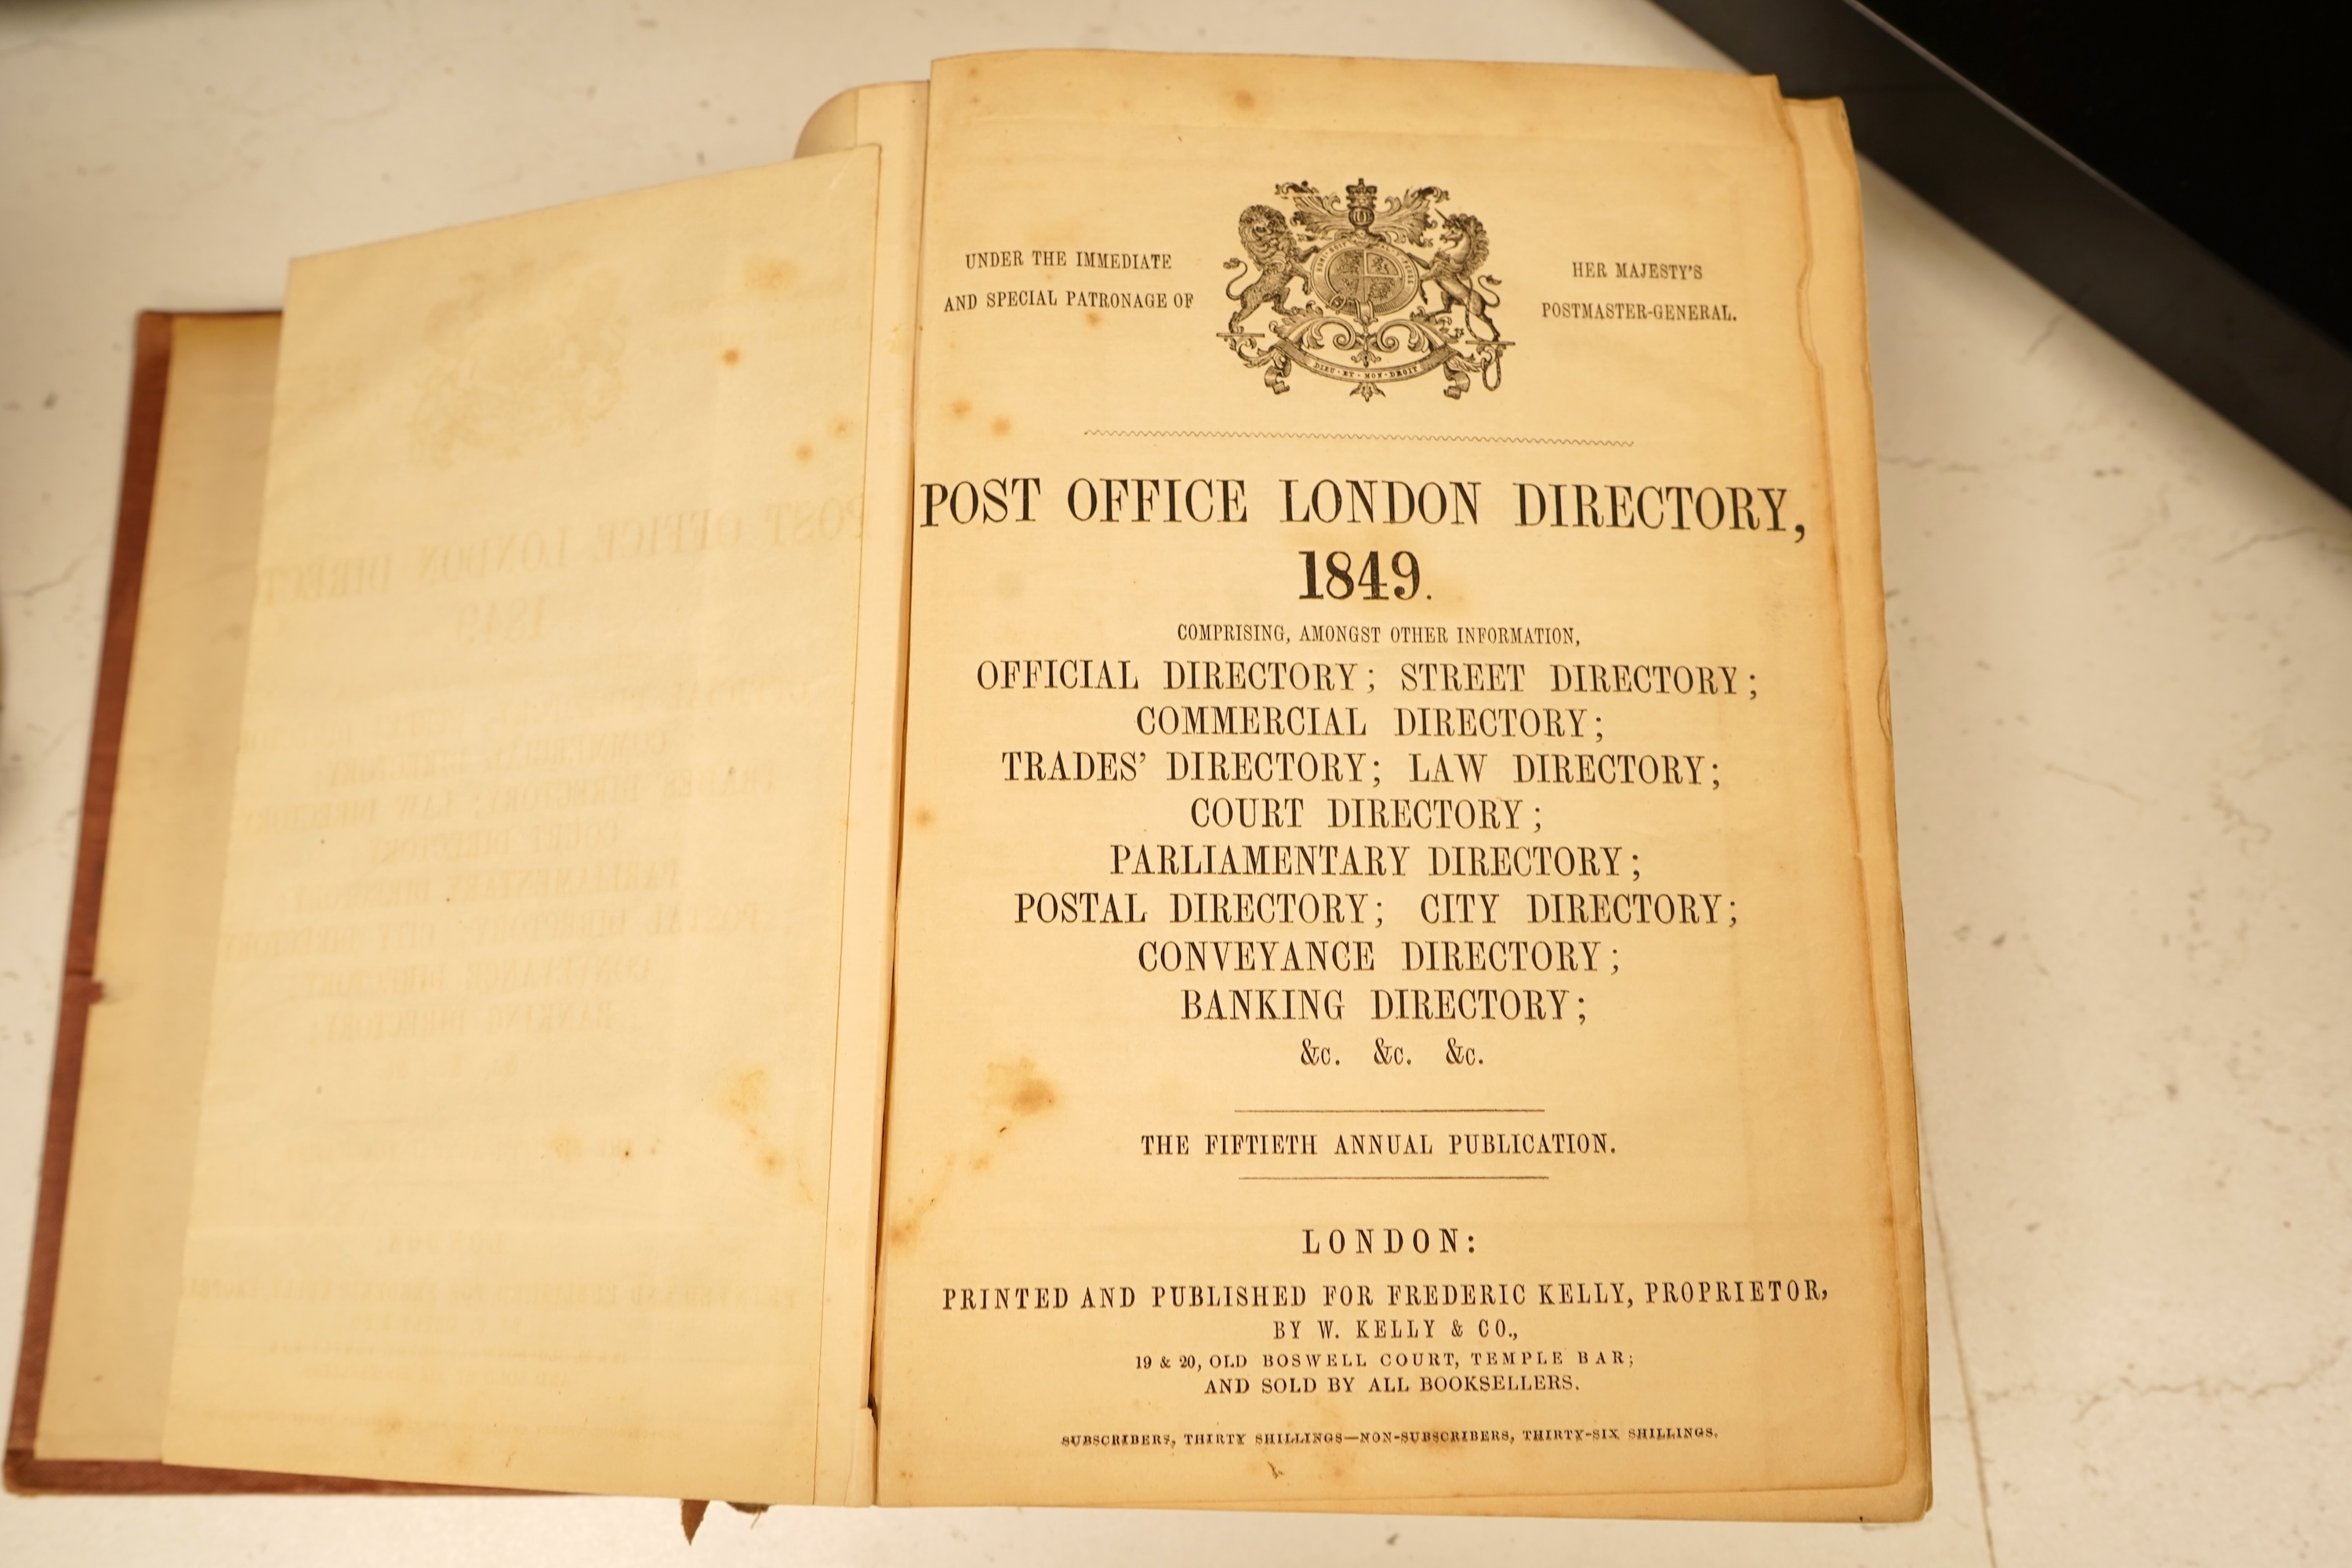 UNDER THE IMMEDIATE
AND SPECIAL PATRONAGE OF
HER MAJESTY'S
POSTMASTER-GENERAL.
DIEU·ET·MON·DROIT
POST OFFICE LONDON DIRECTORY,
1849.
COMPRISING, AMONGST OTHER INFORMATION,
OFFICIAL DIRECTORY; STREET DIRECTORY;
COMMERCIAL DIRECTORY;
TRADES' DIRECTORY; LAW DIRECTORY;
COURT DIRECTORY;
PARLIAMENTARY DIRECTORY;
POSTAL DIRECTORY; CITY DIRECTORY;
CONVEYANCE DIRECTORY;
BANKING DIRECTORY;
&c. &c. &c.
THE FIFTIETH ANNUAL PUBLICATION.
LONDON:
PRINTED AND PUBLISHED FOR FREDERIC KELLY, PROPRIETOR,
BY W. KELLY & CO.,
19 & 20, OLD BOSWELL COURT, TEMPLE BAR;
AND SOLD BY ALL BOOKSELLERS.
SUBSCRIBERS, THIRTY SHILLINGS—NON-SUBSCRIBERS, THIRTY-SIX SHILLINGS.